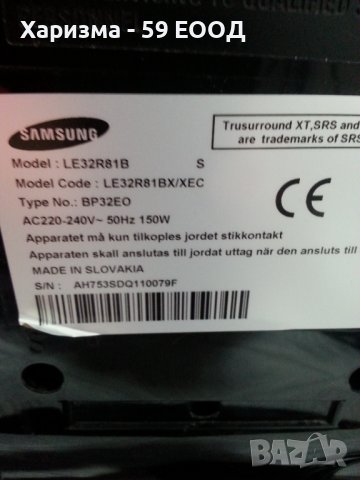 Харизма - 59 ЕООД
SAMSUNG
Trusurround XT,SRS and
are trademarks of SRS
Model : LE32R81B S
Model Code : LE32R81BX/XEC
Type No.: BP32EO
AC220-240V~ 50Hz 150W
Apparatet må kun tilkoples jordet stikkontakt
Apparaten skall anslutas till jordat uttag när den ansluts till
MADE IN SLOVAKIA
S/N : AH753SDQ110079F
CE
BAZAR